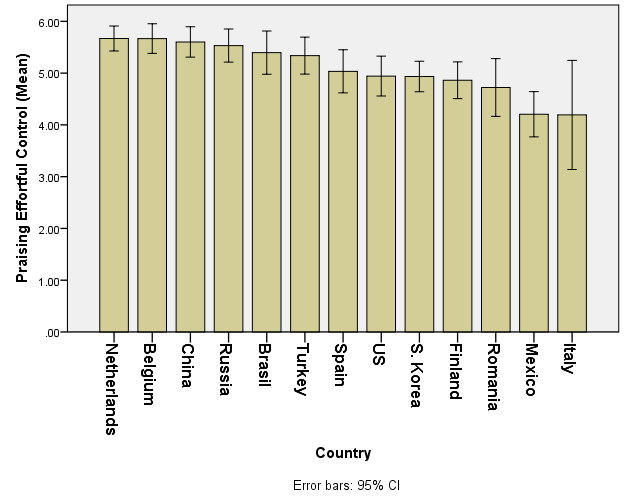 6.00
5.00
4.00
3.00
2.00
1.00
.00
Praising Effortful Control (Mean)
Netherlands
Belgium
China
Russia
Brasil
Turkey
Spain
US
S. Korea
Finland
Romania
Mexico
Italy
Country
Error bars: 95% CI